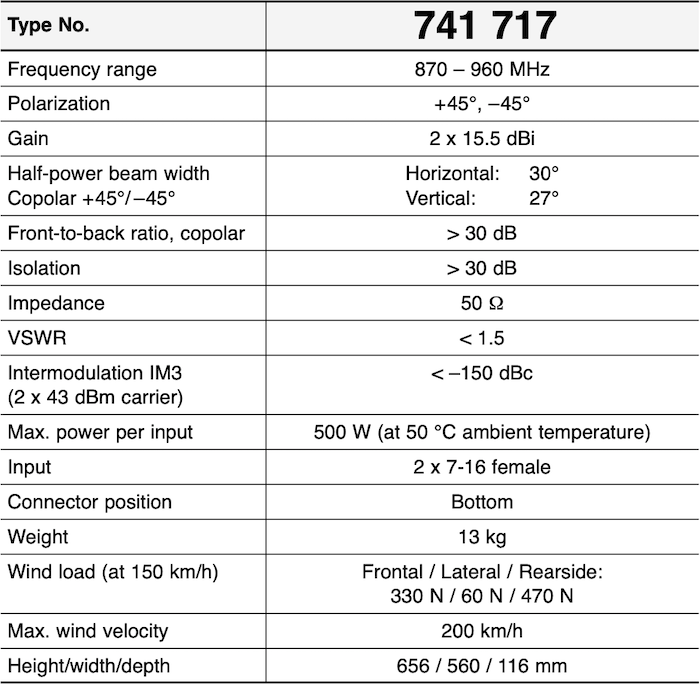 Type No. 741 717
Frequency range 870 – 960 MHz
Polarization +45°, –45°
Gain 2 x 15.5 dBi
Half-power beam width Horizontal: 30°
Copolar +45°/–45° Vertical: 27°
Front-to-back ratio, copolar > 30 dB
Isolation > 30 dB
Impedance 50 Ω
VSWR < 1.5
Intermodulation IM3 < –150 dBc
(2 x 43 dBm carrier)
Max. power per input 500 W (at 50 °C ambient temperature)
Input 2 x 7-16 female
Connector position Bottom
Weight 13 kg
Wind load (at 150 km/h) Frontal / Lateral / Rearside:
330 N / 60 N / 470 N
Max. wind velocity 200 km/h
Height/width/depth 656 / 560 / 116 mm